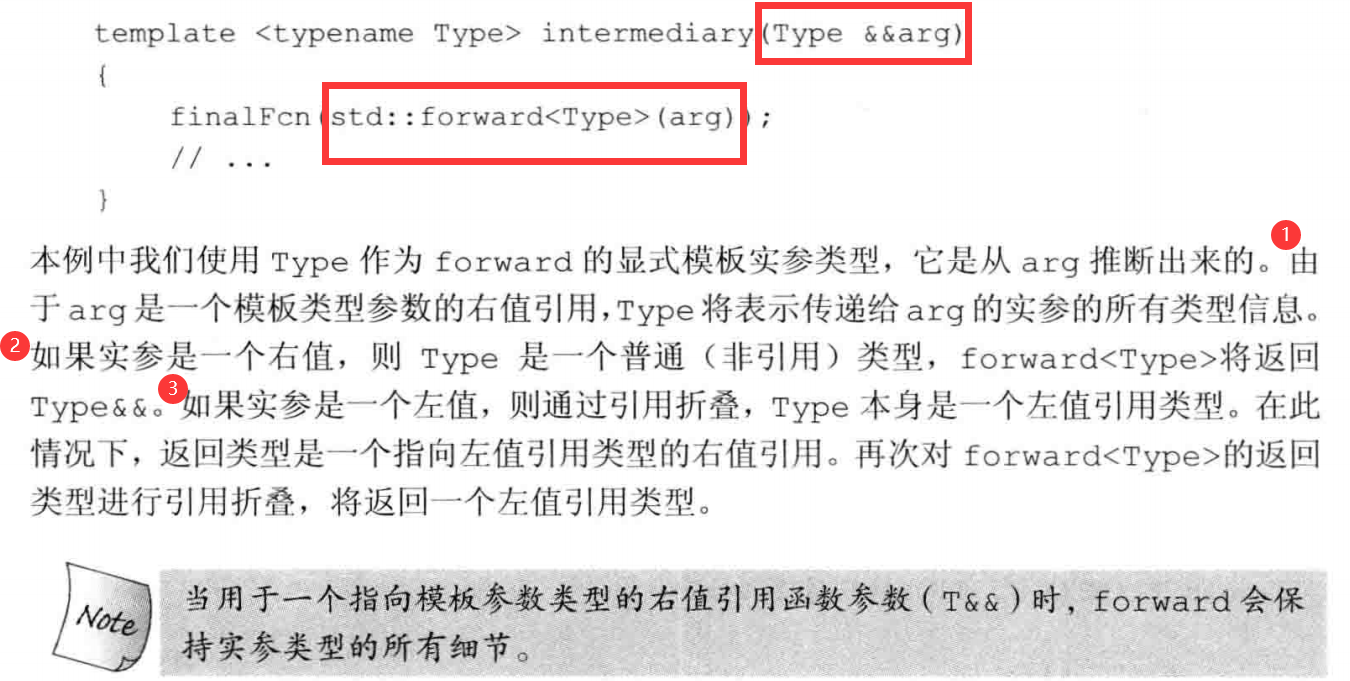 template <typename Type> intermediary(Type &&arg)
{
finalFcn(std::forward<Type>(arg));
// ...
}
1
本例中我们使用 Type 作为 forward 的显式模板实参类型，它是从 arg 推断出来的。由
于 arg 是一个模板类型参数的右值引用，Type 将表示传递给 arg 的实参的所有类型信息。
2
如果实参是一个右值，则 Type 是一个普通（非引用）类型，forward<Type>将返回
3
Type&&。如果实参是一个左值，则通过引用折叠，Type 本身是一个左值引用类型。在此
情况下，返回类型是一个指向左值引用类型的右值引用。再次对 forward<Type>的返回
类型进行引用折叠，将返回一个左值引用类型。
Note
当用于一个指向模板参数类型的右值引用函数参数（T&&）时，forward 会保
持实参类型的所有细节。